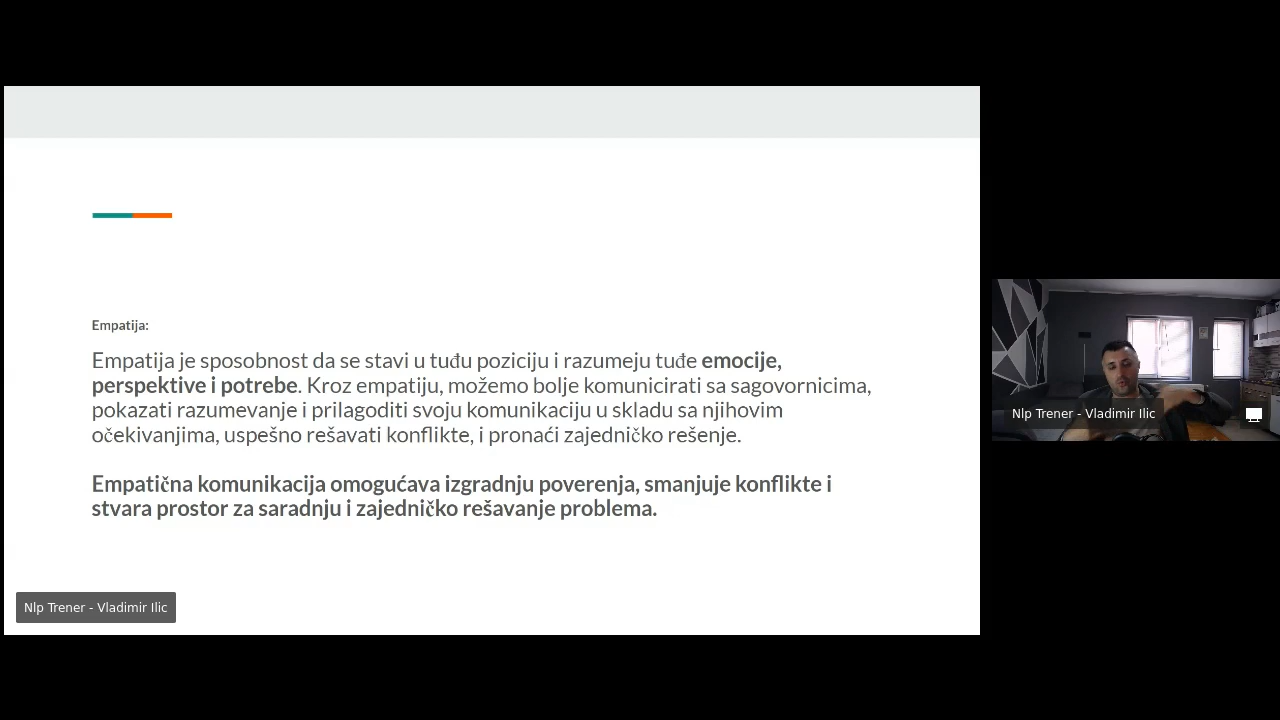 Empatija:
Empatija je sposobnost da se stavi u tuđu poziciju i razumeju tuđe emocije,
perspektive i potrebe. Kroz empatiju, možemo bolje komunicirati sa sagovornicima,
pokazati razumevanje i prilagoditi svoju komunikaciju u skladu sa njihovim
očekivanjima, uspešno rešavati konflikte, i pronaći zajedničko rešenje.
Empatična komunikacija omogućava izgradnju poverenja, smanjuje konflikte i
stvara prostor za saradnju i zajedničko rešavanje problema.
Nlp Trener - Vladimir Ilic
Nlp Trener - Vladimir Ilic